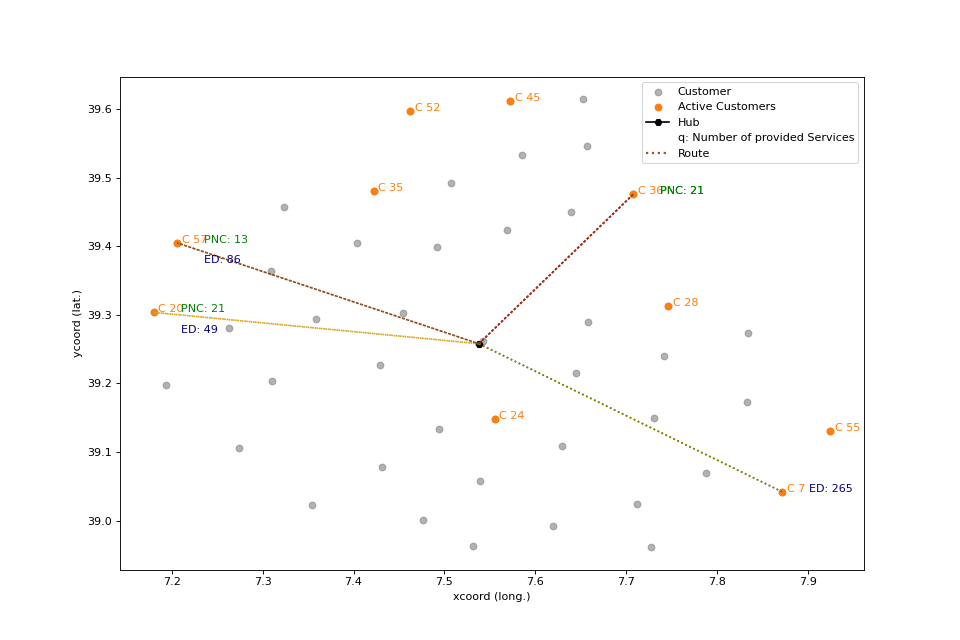 Customer
Active Customers
Hub
q: Number of provided Services
Route
C 45
C 52
C 36
PNC: 21
C 35
C 57
PNC: 13
ED: 86
C 20
PNC: 21
ED: 49
C 28
C 24
C 55
C 7
ED: 265
39.6
39.5
39.4
39.3
39.2
39.1
39.0
ycoord (lat.)
7.2
7.3
7.4
7.5
7.6
7.7
7.8
7.9
xcoord (long.)